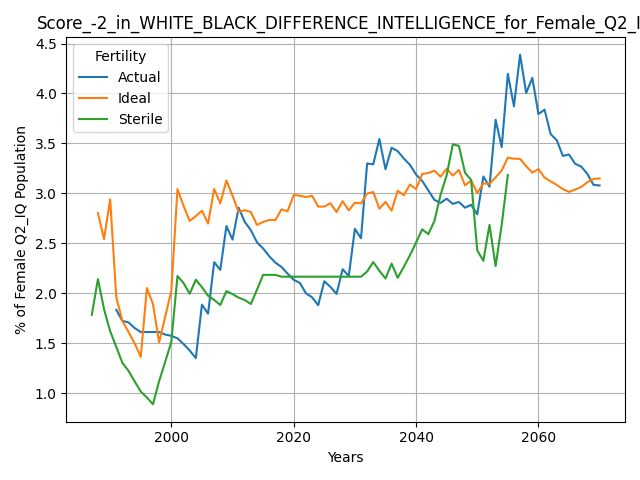 Score_-2_in_WHITE_BLACK_DIFFERENCE_INTELLIGENCE_for_Female_Q2_I
Fertility
Actual
Ideal
Sterile
% of Female Q2_IQ Population
4.5
4.0
3.5
3.0
2.5
2.0
1.5
1.0
2000 2020 2040 2060
Years